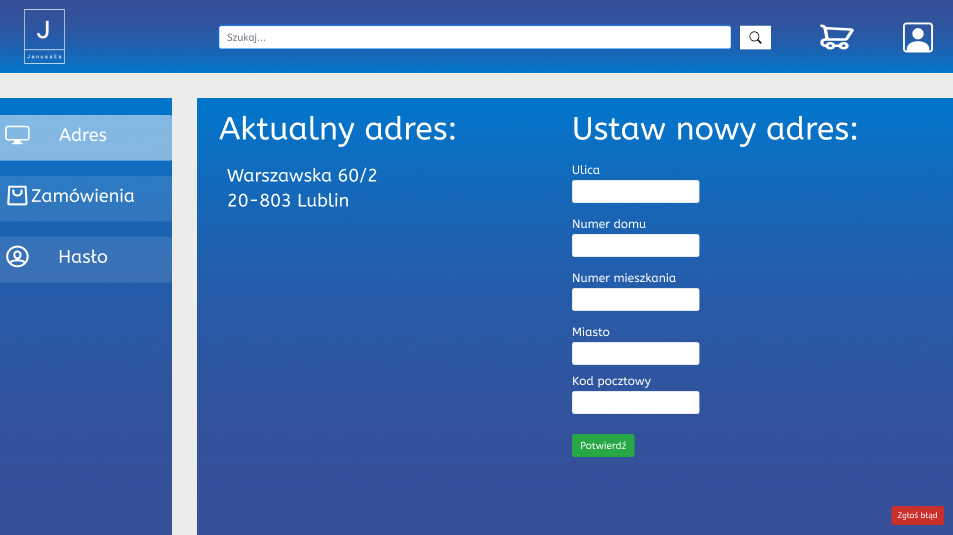 J
JanuszEx
Szukaj...
Adres
Zamówienia
Hasło
Aktualny adres:
Warszawska 60/2
20-803 Lublin
Ustaw nowy adres:
Ulica
Numer domu
Numer mieszkania
Miasto
Kod pocztowy
Potwierdź
Zgłoś błąd